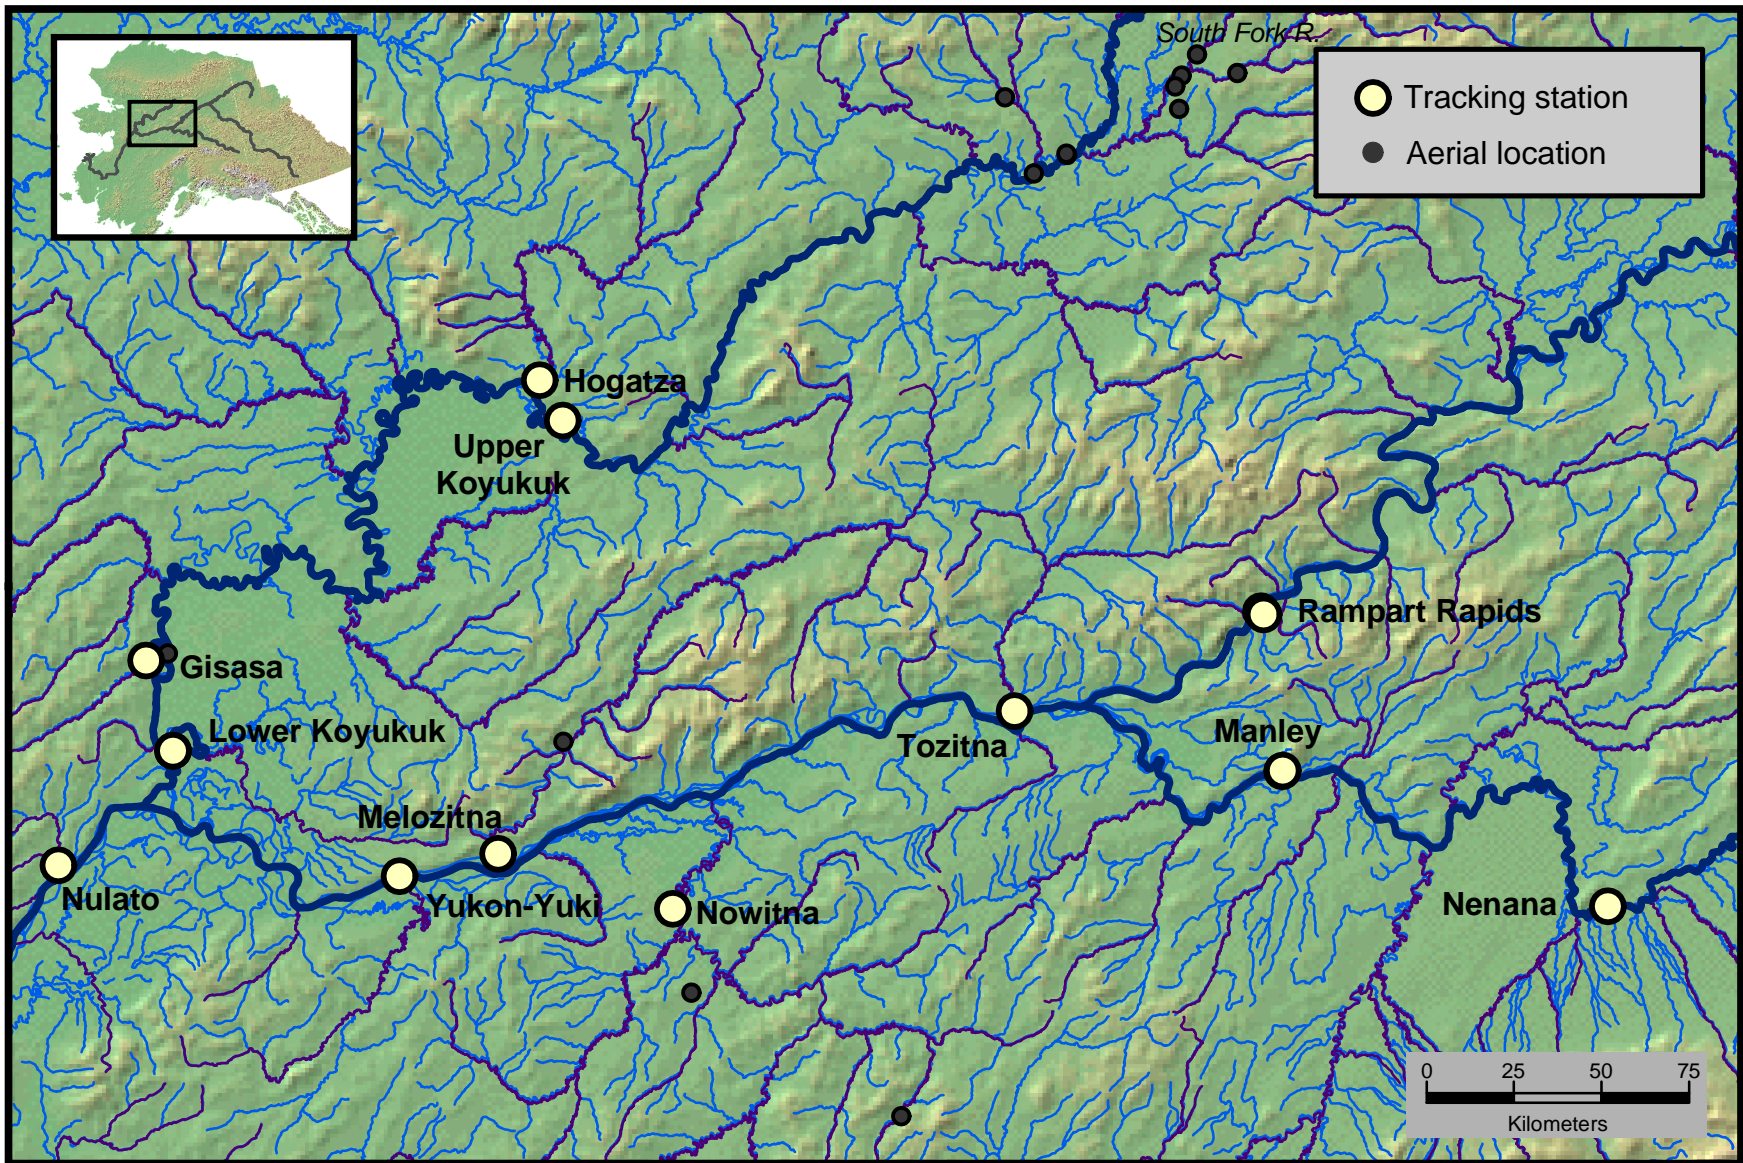 South Fork R.
Tracking station
Aerial location
Hogatza
Upper
Koyukuk
Rampart Rapids
Gisasa
Lower Koyukuk
Tozitna
Manley
Melozitna
Nulato
Yukon-Yuki
Nowitna
Nenana
0 25 50 75
Kilometers